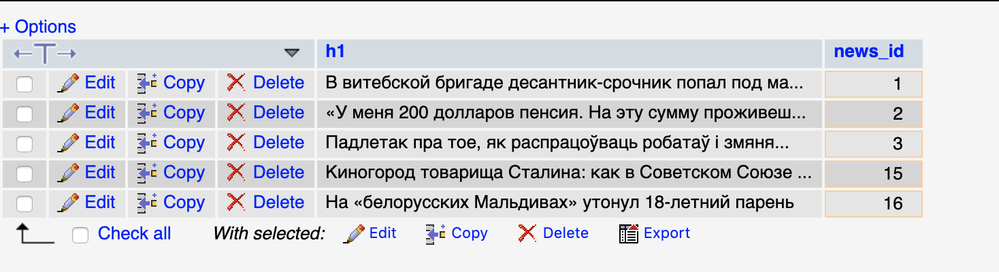 + Options
←T→ h1 news_id
Edit Copy Delete В витебской бригаде десантник-срочник попал под ма... 1
Edit Copy Delete «У меня 200 долларов пенсия. На эту сумму проживеш... 2
Edit Copy Delete Падлетак пра тое, як распрацоўваць робатаў і змяня... 3
Edit Copy Delete Киногород товарища Сталина: как в Советском Союзе ... 15
Edit Copy Delete На «белорусских Мальдивах» утонул 18-летний парень 16
Check all With selected: Edit Copy Delete Export